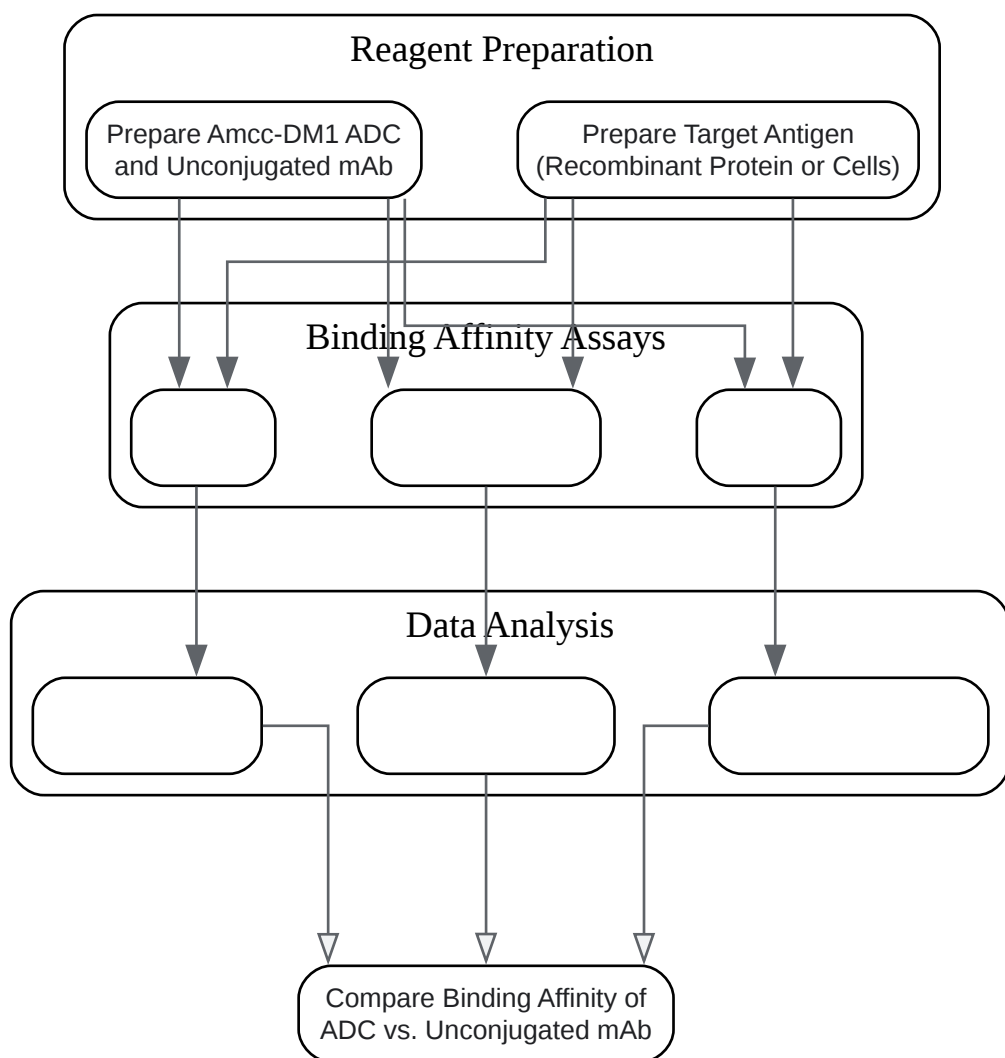 Reagent Preparation
Prepare Amcc-DM1 ADC
and Unconjugated mAb
Prepare Target Antigen
(Recombinant Protein or Cells)
Binding Affinity Assays
Data Analysis
Compare Binding Affinity of
ADC vs. Unconjugated mAb